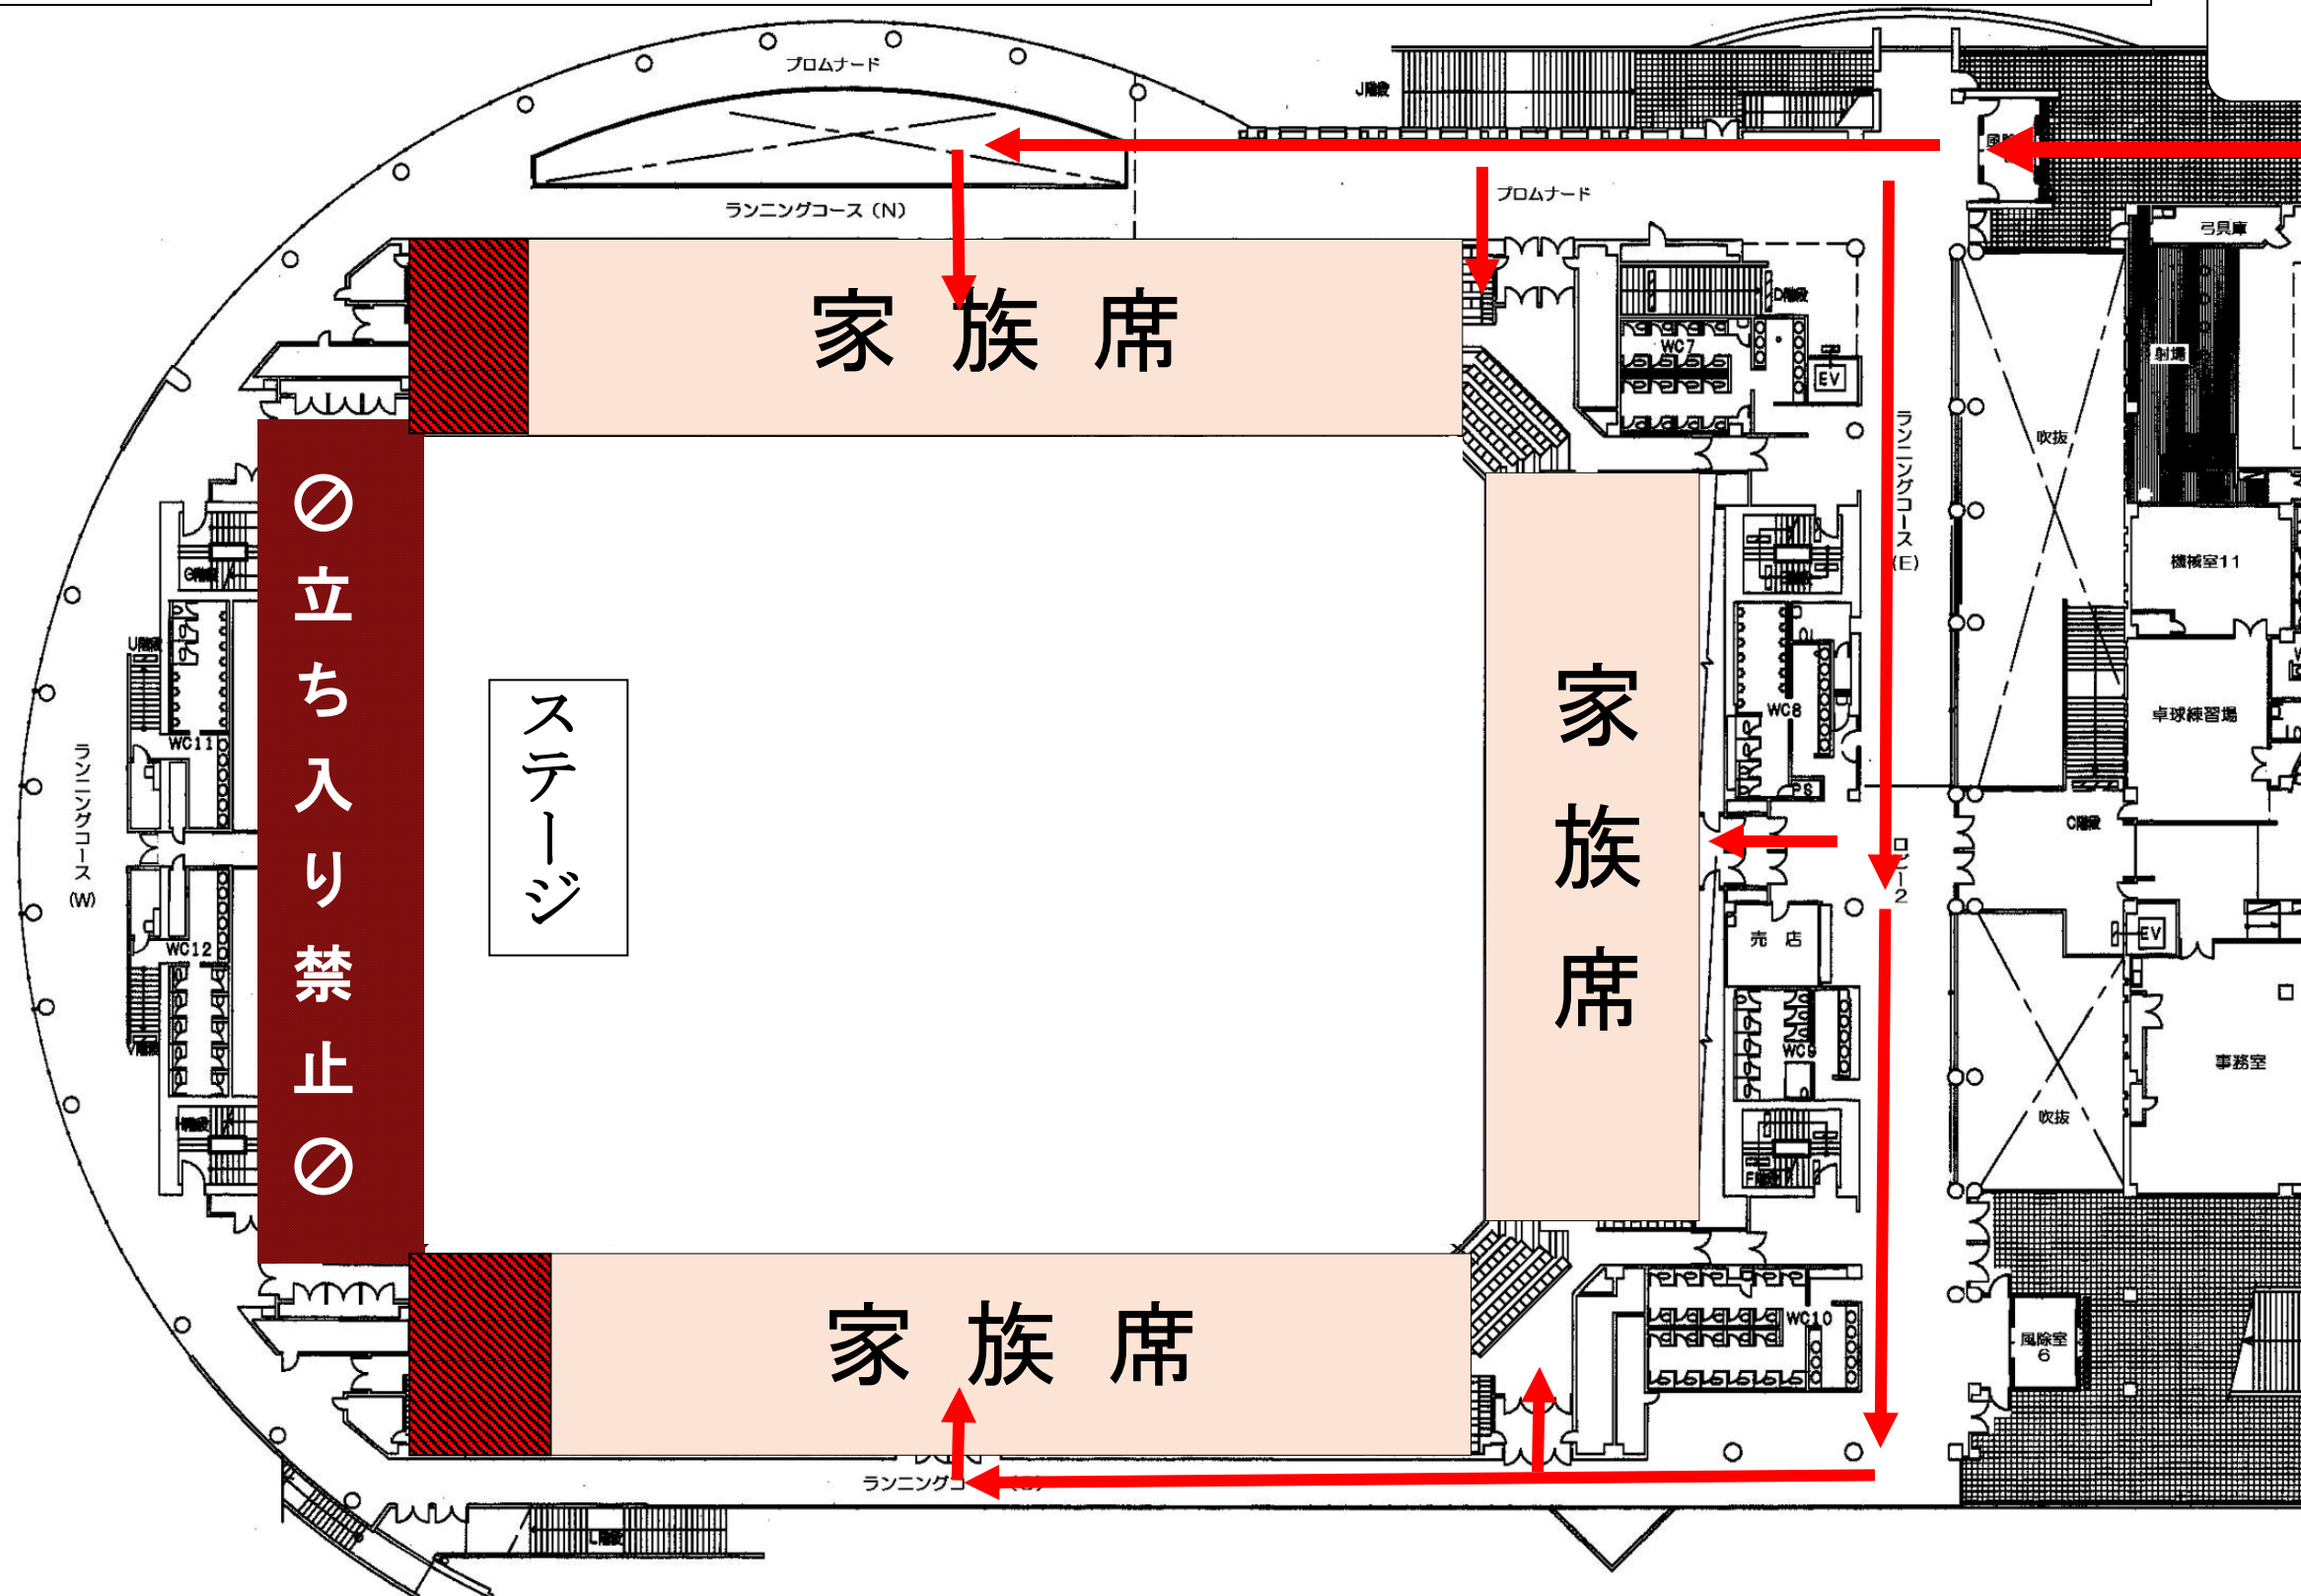 プロムナード
J階段
ランニングコース(N)
プロムナード
弓具庫
家族席
D階段
WC7
EV
射場
吹抜
ランニングコース(E)
⊘立ち入り禁止⊘
機械室11
G階段
U階段
ステージ
家族席
WC8
卓球練習場
WC11
PS
C階段
ランニングコース(W)
ロビー2
売店
EV
WC12
V階段
WC9
事務室
吹抜
H階段
F階段
家族席
WC10
風除室
6
ランニングコ
L階段